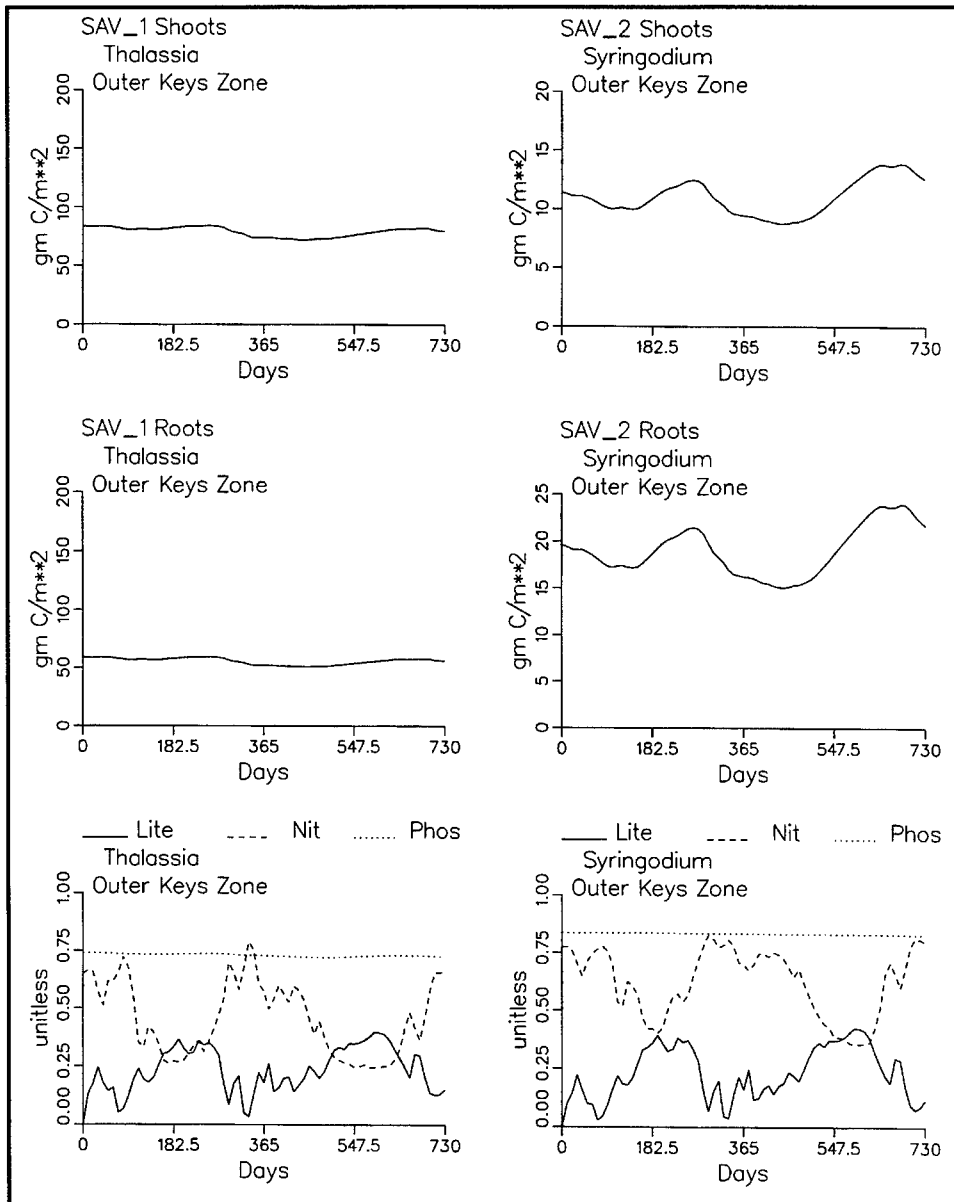 SAV_1 Shoots
Thalassia
Outer Keys Zone
gm C/m**2
200
150
100
50
0
0 182.5 365 547.5 730
Days
SAV_2 Shoots
Syringodium
Outer Keys Zone
gm C/m**2
20
15
10
5
0
0 182.5 365 547.5 730
Days
SAV_1 Roots
Thalassia
Outer Keys Zone
gm C/m**2
200
150
100
50
0
0 182.5 365 547.5 730
Days
SAV_2 Roots
Syringodium
Outer Keys Zone
gm C/m**2
25
20
15
10
5
0
0 182.5 365 547.5 730
Days
Lite Nit Phos
Thalassia
Outer Keys Zone
unitless
1.00
0.75
0.50
0.25
0.00
0 182.5 365 547.5 730
Days
Lite Nit Phos
Syringodium
Outer Keys Zone
unitless
1.00
0.75
0.50
0.25
0.00
0 182.5 365 547.5 730
Days